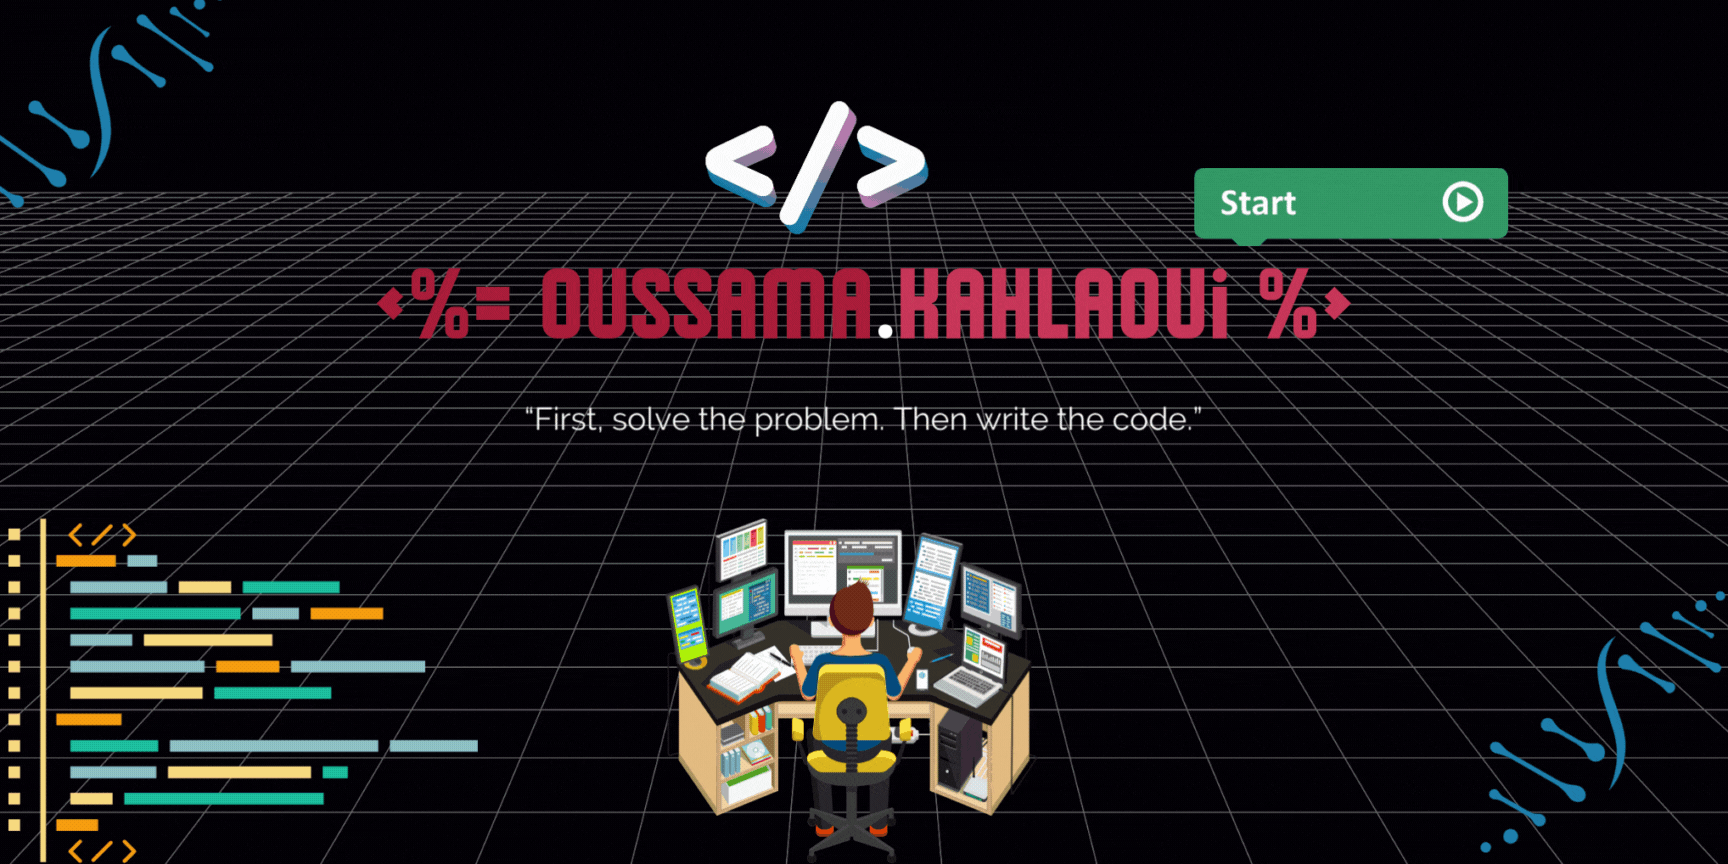 </>
Start
<%= OUSSAMA.KAHLAOUi %>
“First, solve the problem. Then write the code.”
</>
</>